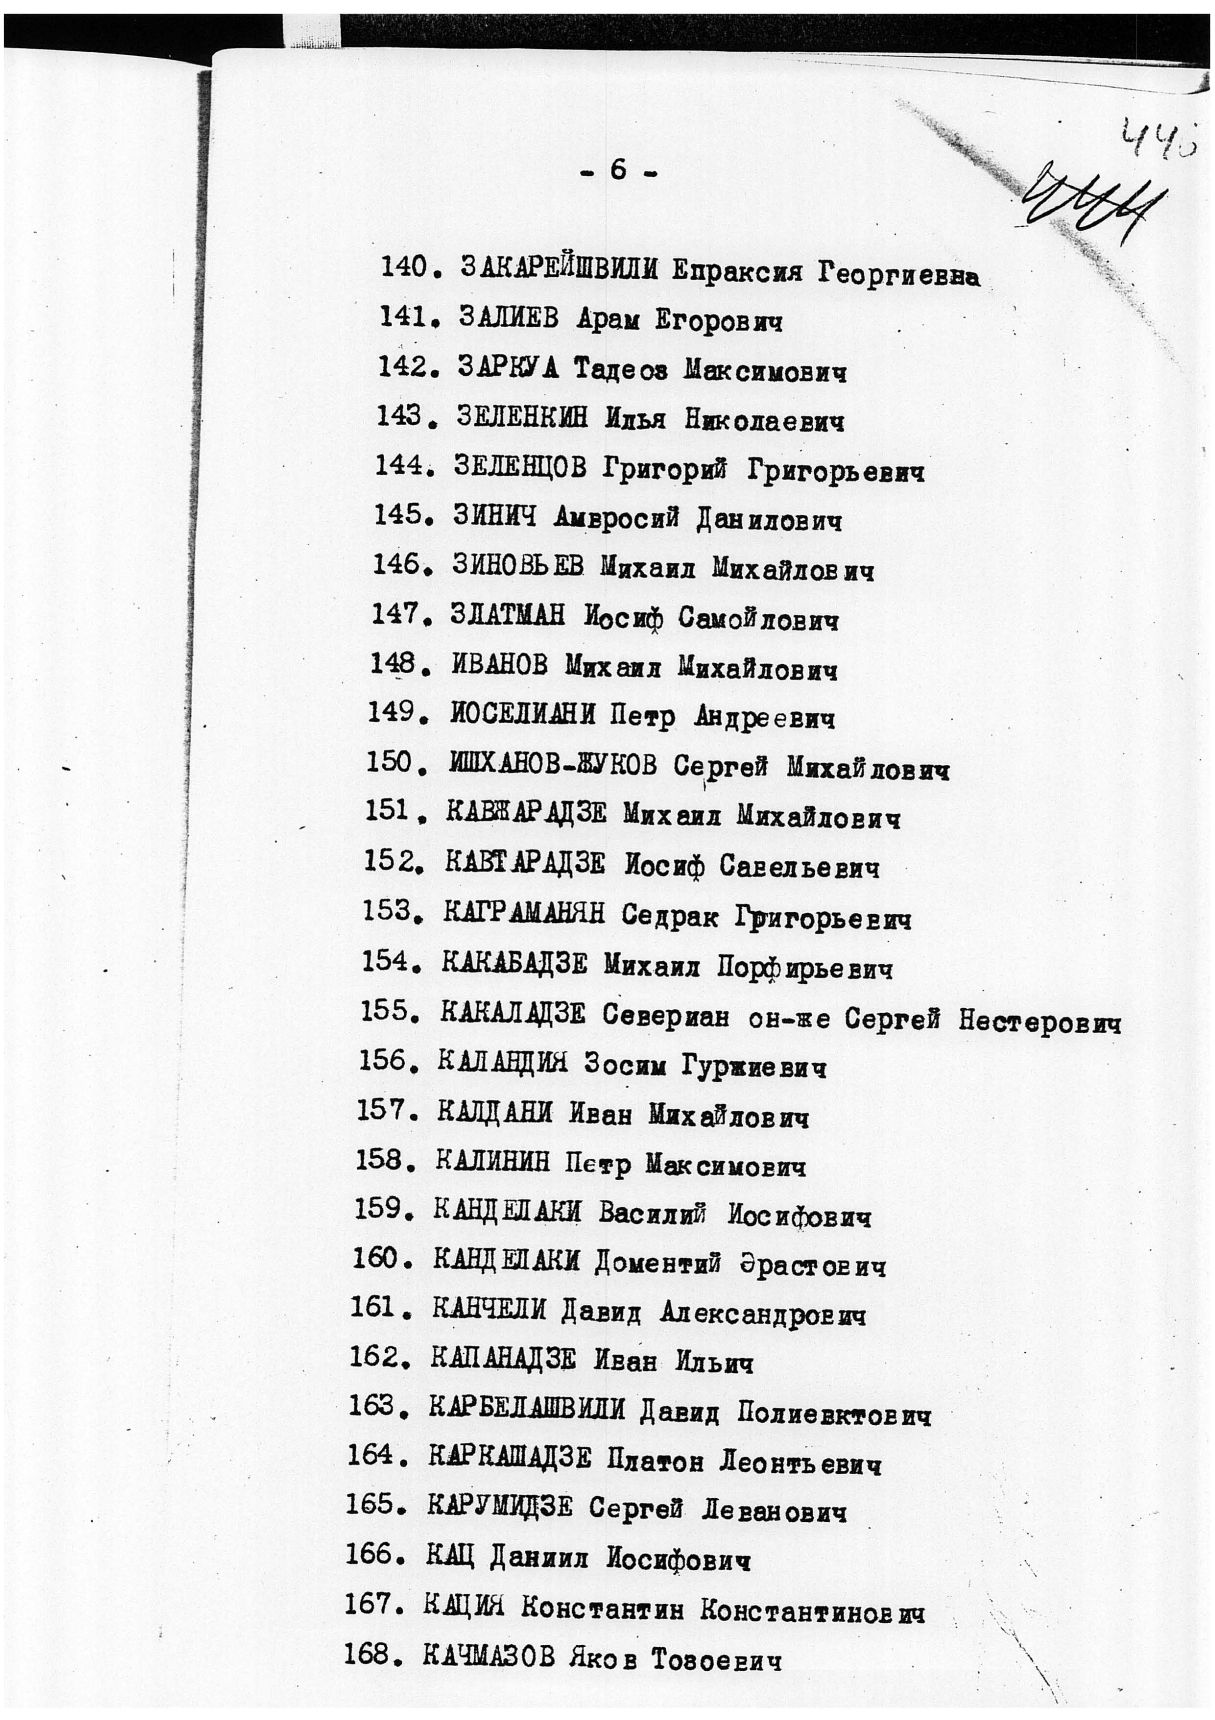 - 6 -
140. ЗАКАРЕЙШВИЛИ Епраксия Георгиевна
141. ЗАЛИЕВ Арам Егорович
142. ЗАРКУА Тадеоз Максимович
143. ЗЕЛЕНКИН Илья Николаевич
144. ЗЕЛЕНЦОВ Григорий Григорьевич
145. ЗИНИЧ Амвросий Данилович
146. ЗИНОВЬЕВ Михаил Михайлович
147. ЗЛАТМАН Иосиф Самойлович
148. ИВАНОВ Михаил Михайлович
149. ИОСЕЛИАНИ Петр Андреевич
150. ИШХАНОВ-ЖУКОВ Сергей Михайлович
151. КАВЖАРАДЗЕ Михаил Михайлович
152. КАВТАРАДЗЕ Иосиф Савельевич
153. КАГРАМАНЯН Седрак Григорьевич
154. КАКАБАДЗЕ Михаил Порфирьевич
155. КАКАЛАДЗЕ Севериан он-же Сергей Нестерович
156. КАЛАНДИЯ Зосим Гуржиевич
157. КАЛДАНИ Иван Михайлович
158. КАЛИНИН Петр Максимович
159. КАНДЕЛАКИ Василий Иосифович
160. КАНДЕЛАКИ Доментий Эрастович
161. КАНЧЕЛИ Давид Александрович
162. КАПАНАДЗЕ Иван Ильич
163. КАРБЕЛАШВИЛИ Давид Полиевктович
164. КАРКАШАДЗЕ Платон Леонтьевич
165. КАРУМИДЗЕ Сергей Леванович
166. КАЦ Даниил Иосифович
167. КАЦИЯ Константин Константинович
168. КАЧМАЗОВ Яков Тозоевич